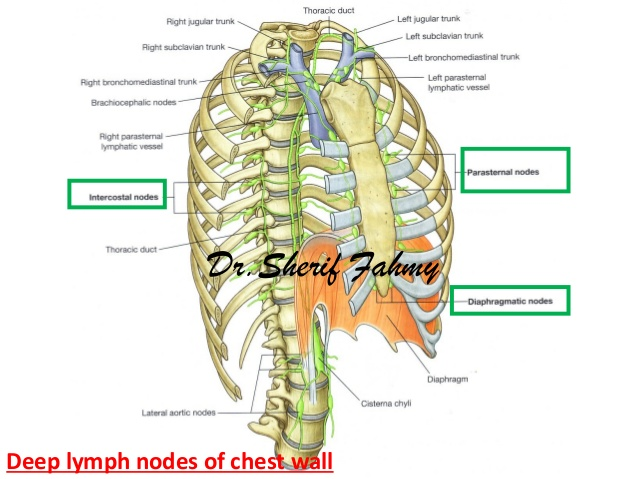 Thoracic duct
Right jugular trunk
Left jugular trunk
Left subclavian trunk
Right subclavian trunk
Left bronchomediastinal trunk
Right bronchomediastinal trunk
Left parasternal
lymphatic vessel
Brachiocephalic nodes
Right parasternal
lymphatic vessel
Parasternal nodes
Intercostal nodes
Thoracic duct
Dr. Sherif Fahmy
Diaphragmatic nodes
Diaphragm
Cisterna chyli
Lateral aortic nodes
Deep lymph nodes of chest wall